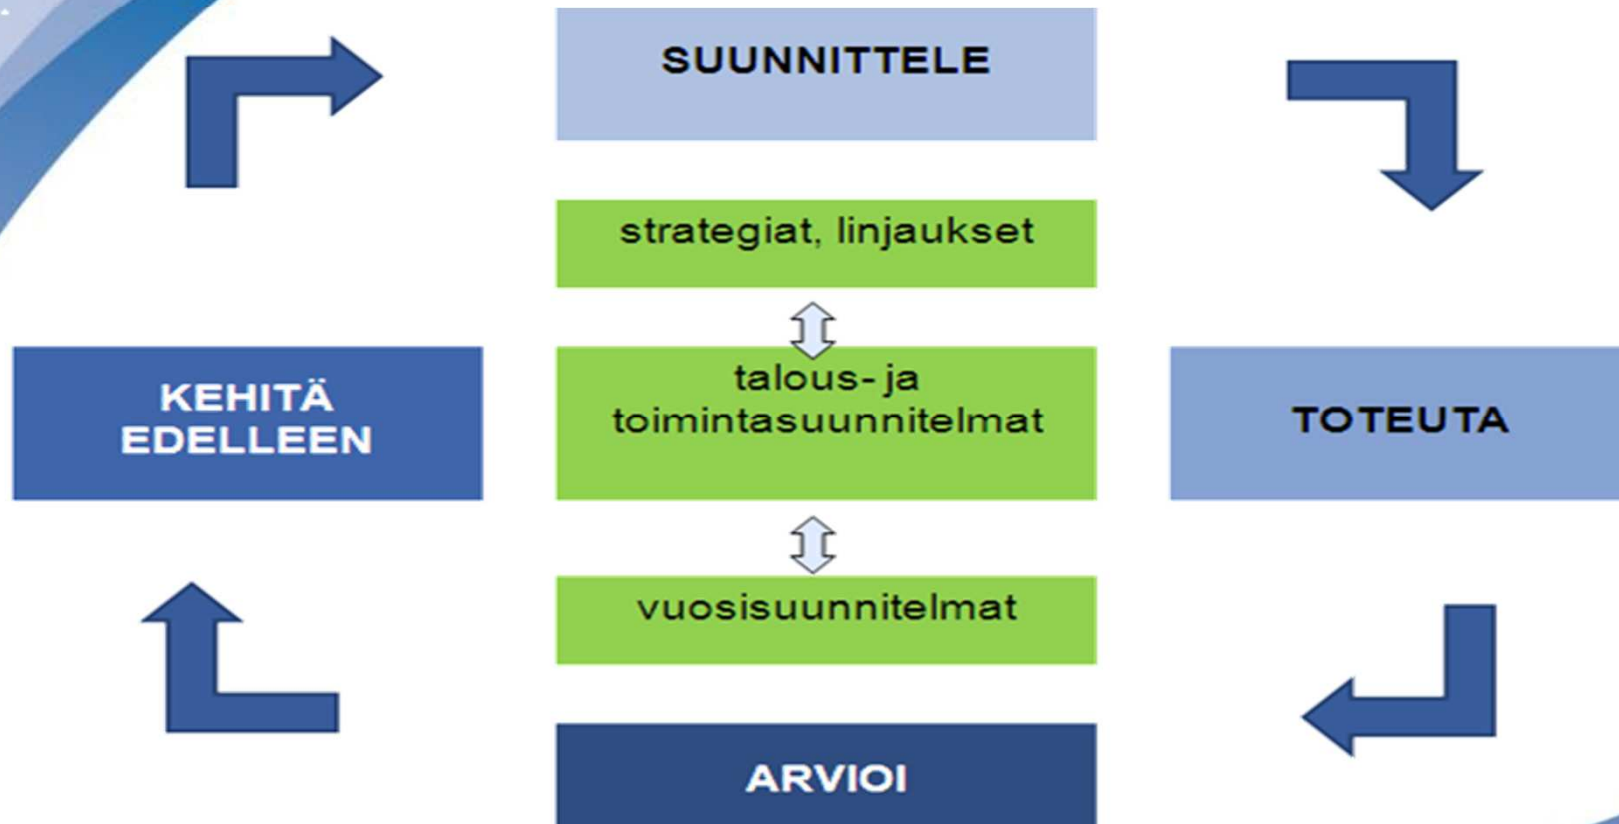 SUUNNITTELE
strategiat, linjaukset
KEHITÄ
EDELLEEN
talous- ja
toimintasuunnitelmat
TOTEUTA
vuosisuunnitelmat
ARVIOI